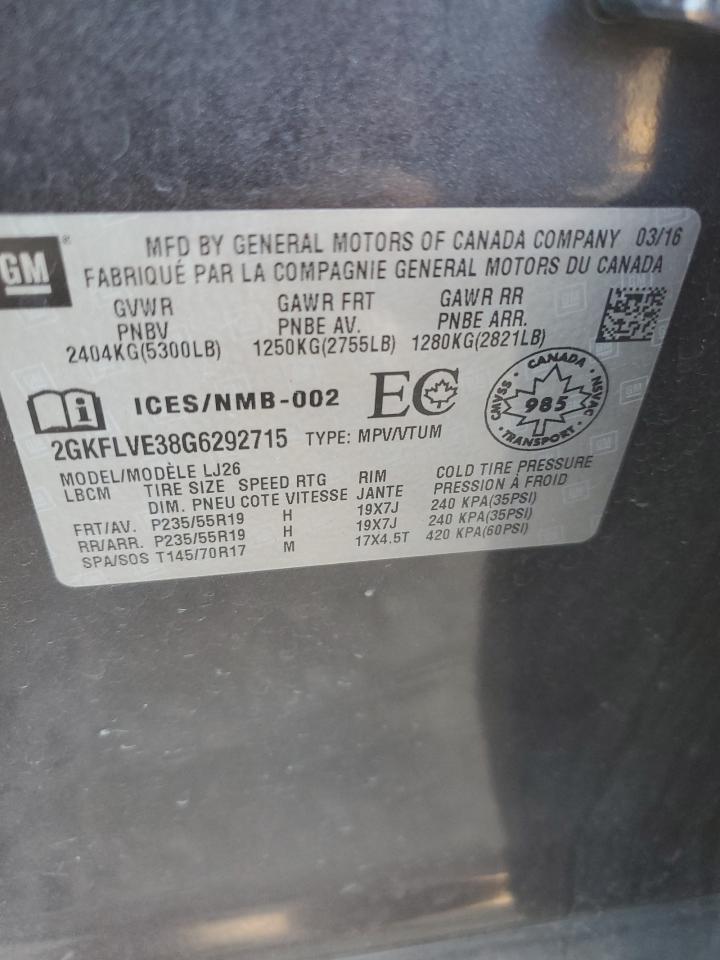 GM
MFD BY GENERAL MOTORS OF CANADA COMPANY 03/16
FABRIQUÉ PAR LA COMPAGNIE GENERAL MOTORS DU CANADA
GVWR GAWR FRT GAWR RR
PNBV PNBE AV. PNBE ARR.
2404KG(5300LB) 1250KG(2755LB) 1280KG(2821LB)
i ICES/NMB-002 EC CANADA CMVSS 985 NSVAC TRANSPORT
2GKFLVE38G6292715 TYPE: MPV/VTUM
MODEL/MODÈLE LJ26
LBCM TIRE SIZE SPEED RTG RIM COLD TIRE PRESSURE
DIM. PNEU COTE VITESSE JANTE PRESSION À FROID
FRT/AV. P235/55R19 H 19X7J 240 KPA(35PSI)
RR/ARR. P235/55R19 H 19X7J 240 KPA(35PSI)
SPA/SOS T145/70R17 M 17X4.5T 420 KPA(60PSI)